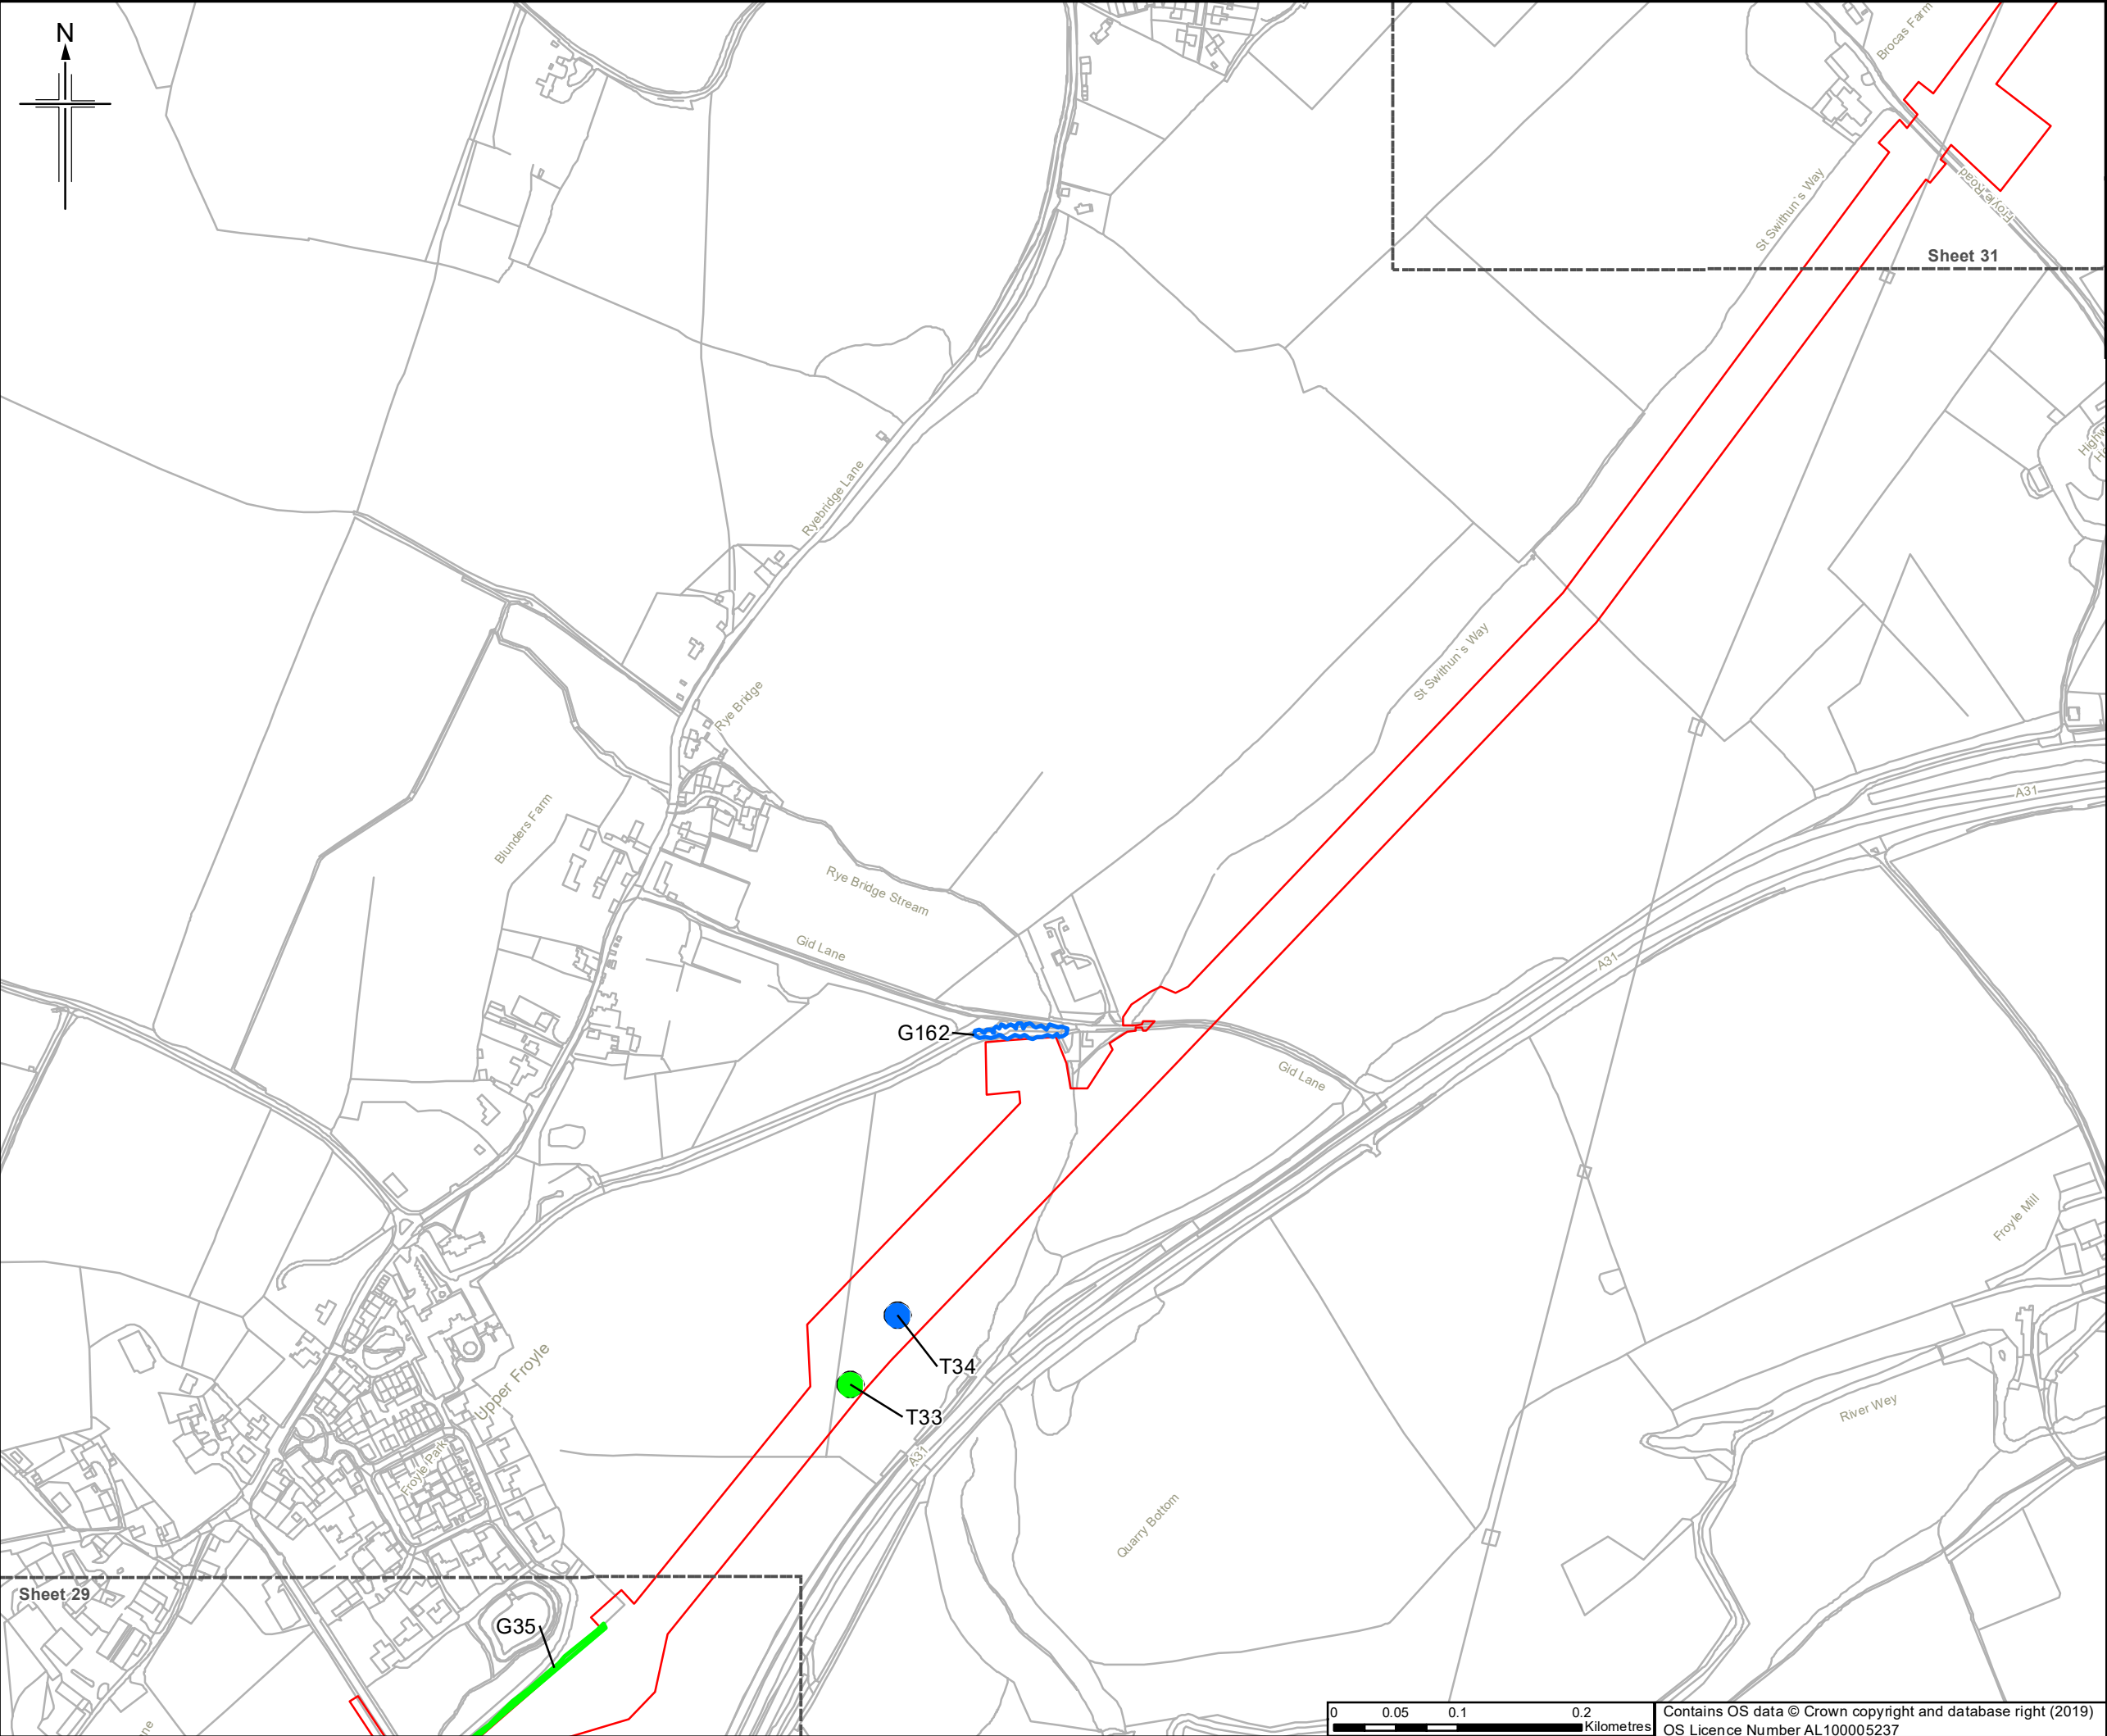 N
Brocas Farm
St Swithun's Way
Froyle Road
Sheet 31
Ryebridge Lane
St Swithun's Way
Rye Bridge
A31
Blunders Farm
Rye Bridge Stream
Gid Lane
A31
G162
Gid Lane
Froyle Mill
T34
Upper Froyle
T33
River Wey
A31
Froyle Park
Quarry Bottom
Sheet 29
G35
0 0.05 0.1 0.2
Kilometres
Contains OS data © Crown copyright and database right (2019)
OS Licence Number AL100005237